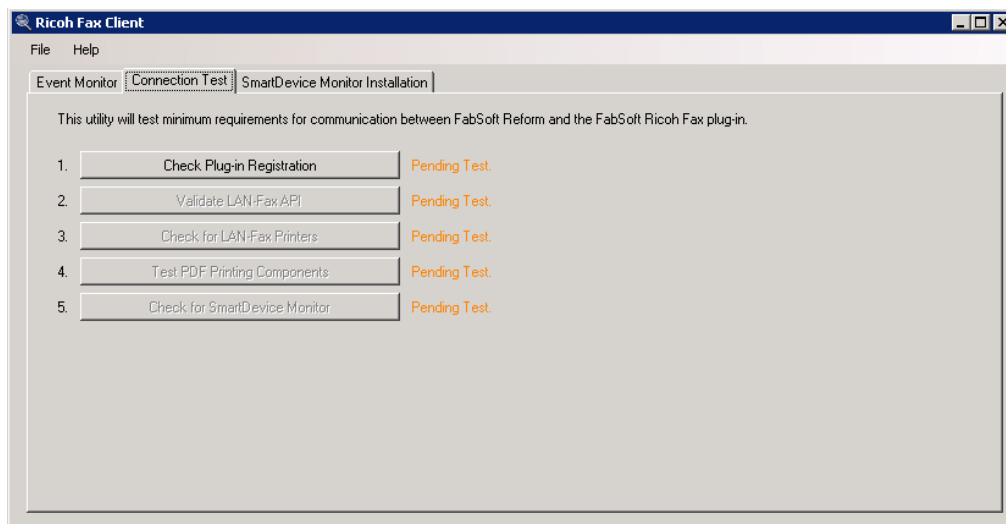 Ricoh Fax Client
File Help
Event Monitor Connection Test SmartDevice Monitor Installation
This utility will test minimum requirements for communication between FabSoft Reform and the FabSoft Ricoh Fax plug-in.
1. Check Plug-in Registration Pending Test.
2. Validate LAN-Fax API Pending Test.
3. Check for LAN-Fax Printers Pending Test.
4. Test PDF Printing Components Pending Test.
5. Check for SmartDevice Monitor Pending Test.